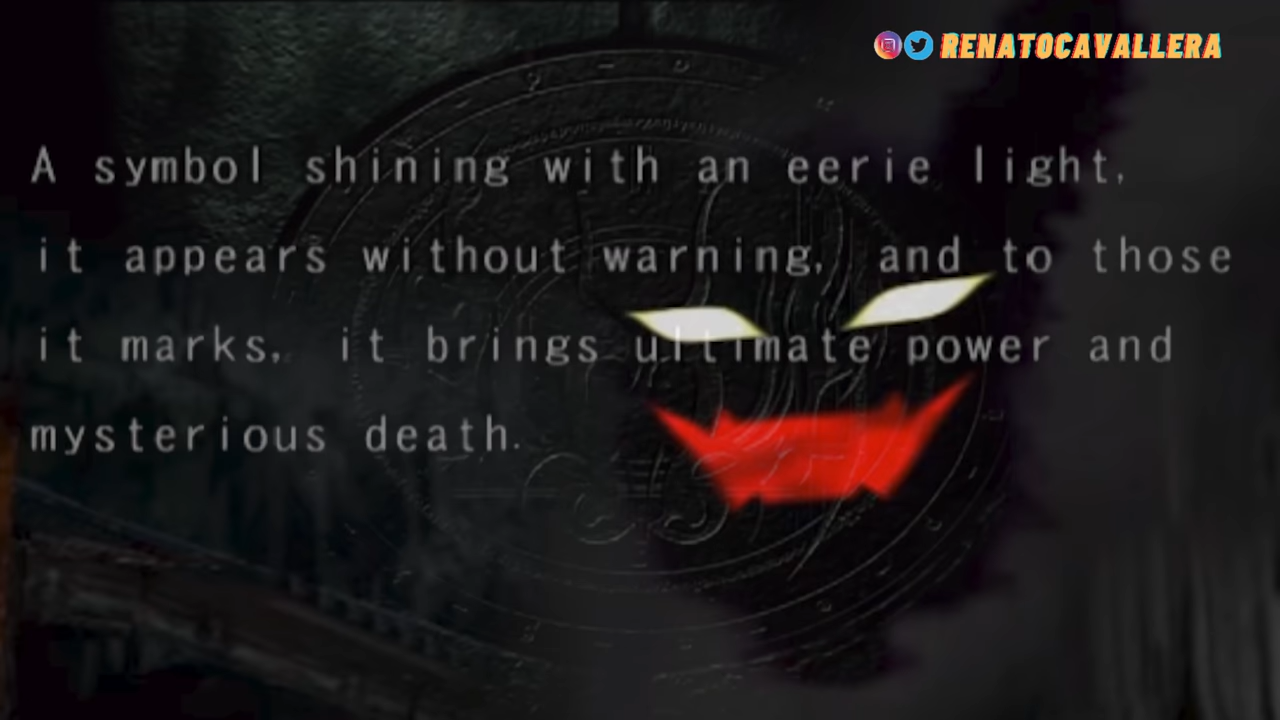 RENATOCAVALLERA
A symbol shining with an eerie light,
it appears without warning, and to those
it marks, it brings ultimate power and
mysterious death.